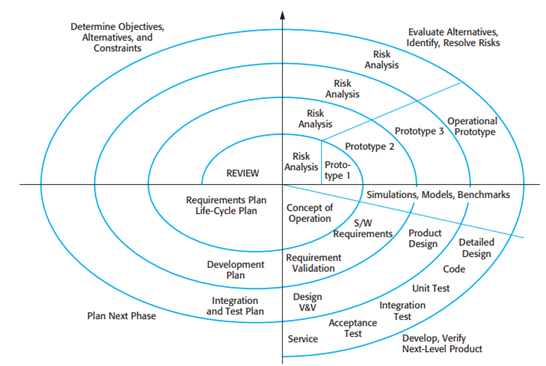 Determine Objectives,
Alternatives, and
Constraints
Evaluate Alternatives,
Identify, Resolve Risks
Risk
Analysis
Risk
Analysis
Risk
Analysis
Risk
Analysis
Proto-
type 1
Prototype 2
Prototype 3
Operational
Prototype
REVIEW
Simulations, Models, Benchmarks
Requirements Plan
Life-Cycle Plan
Concept of
Operation
S/W
Requirements
Product
Design
Detailed
Design
Development
Plan
Requirement
Validation
Code
Unit Test
Integration
and Test Plan
Design
V&V
Integration
Test
Acceptance
Test
Service
Plan Next Phase
Develop, Verify
Next-Level Product